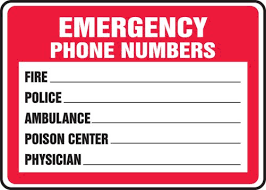 EMERGENCY
PHONE NUMBERS
FIRE
POLICE
AMBULANCE
POISON CENTER
PHYSICIAN